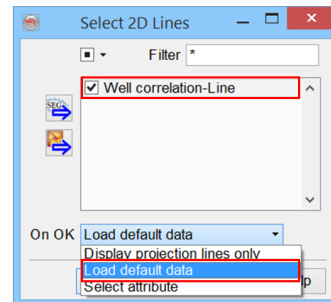 Select 2D Lines
Filter *
Well correlation-Line
SEG
On OK Load default data
Display projection lines only
Load default data
Select attribute